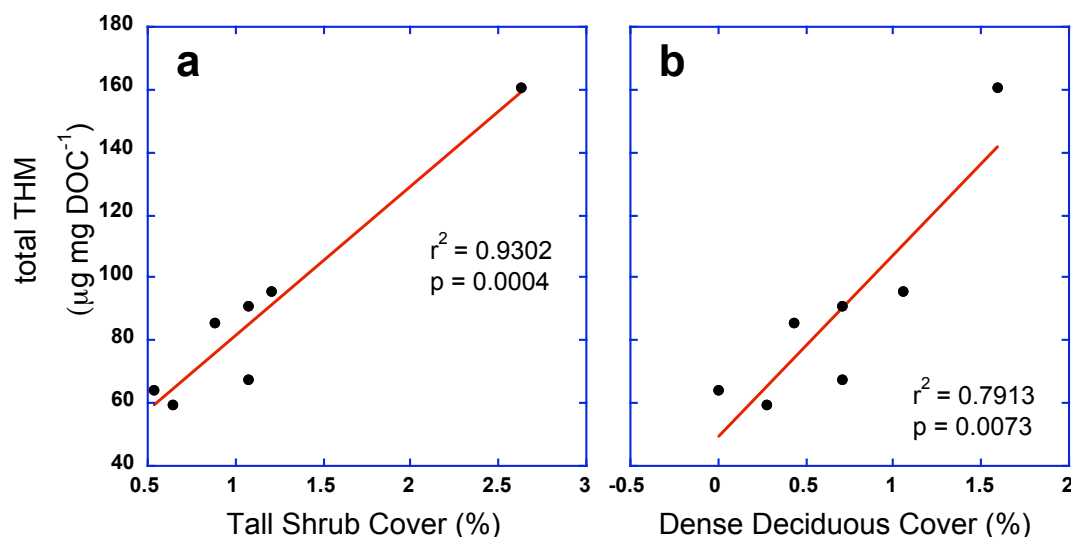 180
160
140
120
100
80
60
40
total THM
(µg mg DOC⁻¹)
a
r² = 0.9302
p = 0.0004
0.5 1 1.5 2 2.5 3
Tall Shrub Cover (%)
b
r² = 0.7913
p = 0.0073
-0.5 0 0.5 1 1.5 2
Dense Deciduous Cover (%)